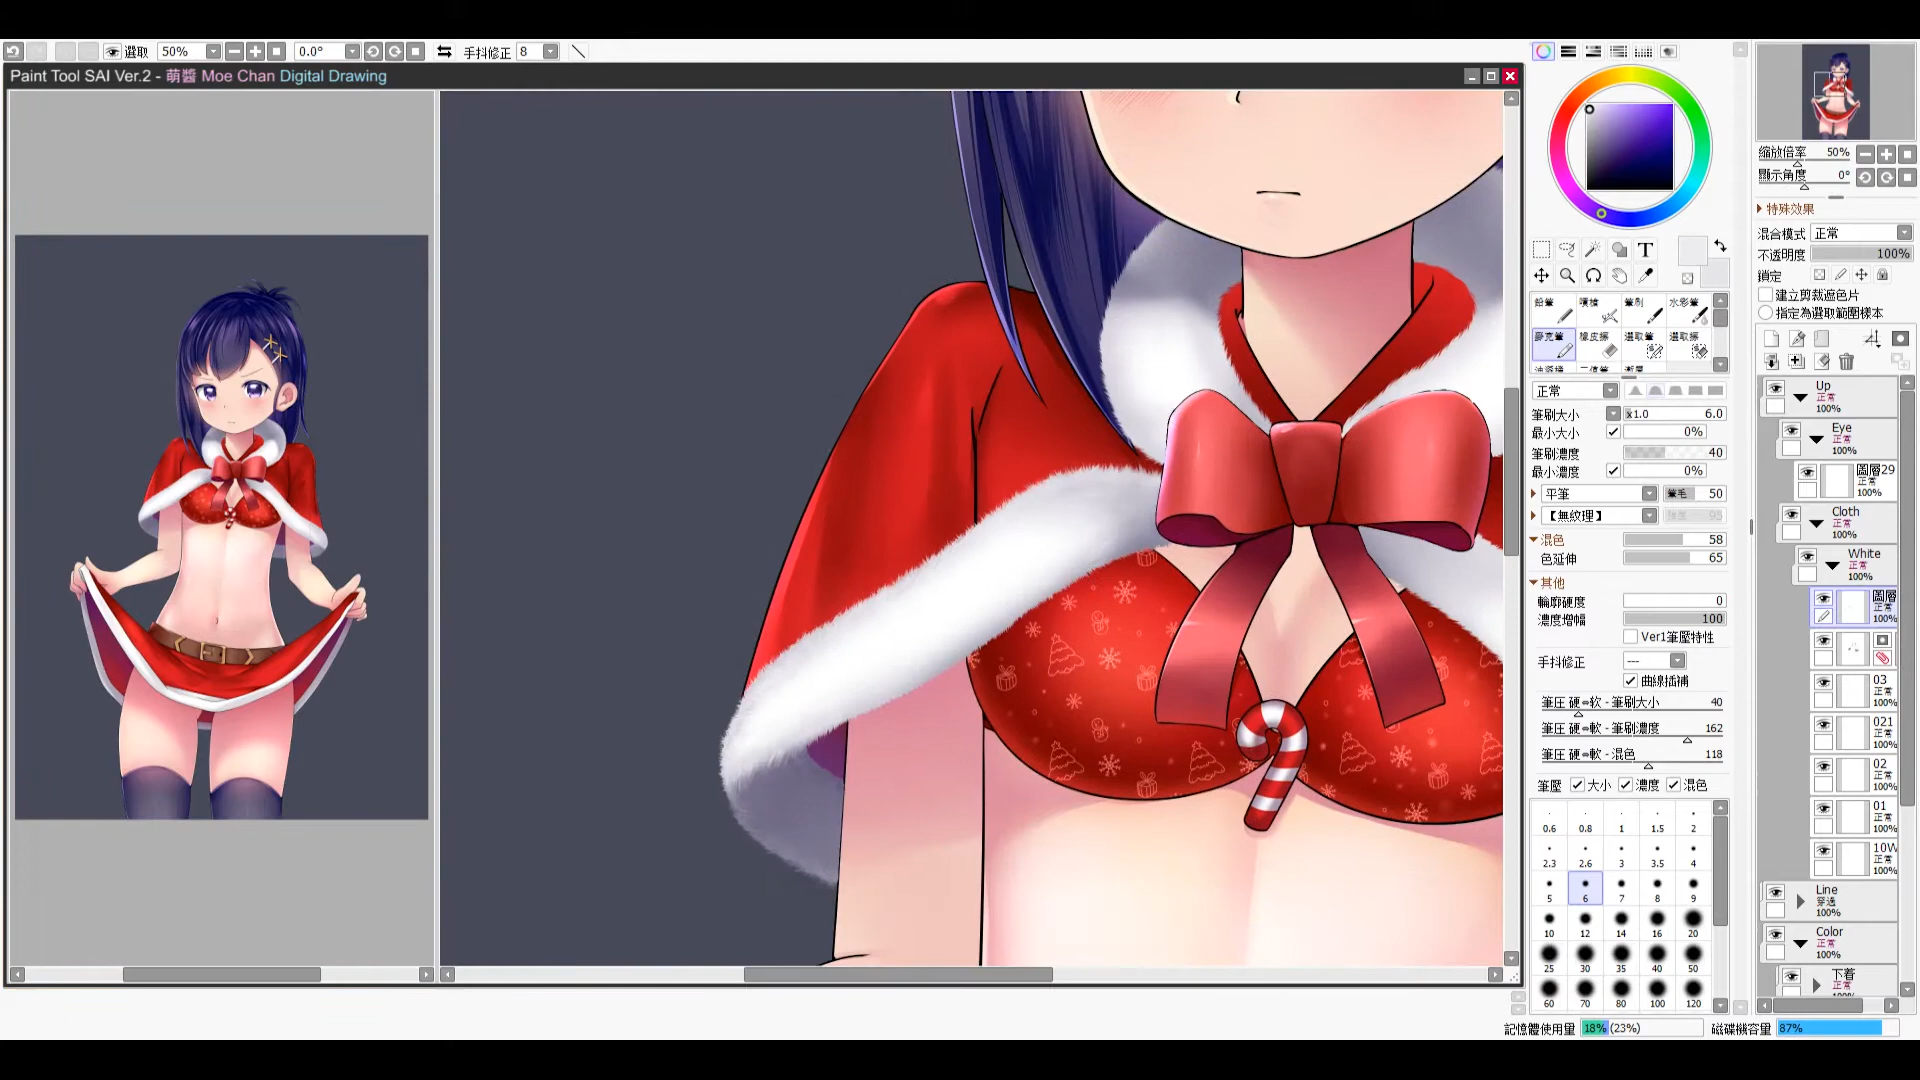 選取 50% 0.0° 手抖修正 8
Paint Tool SAI Ver.2 - 萌醬 Moe Chan Digital Drawing
縮放倍率 50%
顯示角度 0°
特殊效果
混合模式 正常
不透明度 100%
鎖定
建立剪裁遮色片
指定為選取範圍樣本
T
鉛筆 噴槍 筆刷 水彩筆
麥克筆 橡皮擦 選取筆 選取擦
正常
筆刷大小 x1.0 6.0
最小大小 0%
筆刷濃度 40
最小濃度 0%
平筆 筆毛 50
【無紋理】 強度 95
混色 58
色延伸 65
其他
輪廓硬度 0
濃度增幅 100
Ver1筆壓特性
手抖修正 ---
曲線插補
筆圧 硬⇔軟 - 筆刷大小 40
筆圧 硬⇔軟 - 筆刷濃度 162
筆圧 硬⇔軟 - 混色 118
筆壓 大小 濃度 混色
0.6 0.8 1 1.5 2
2.3 2.6 3 3.5 4
5 6 7 8 9
10 12 14 16 20
25 30 35 40 50
60 70 80 100 120
Up
正常
100%
Eye
正常
100%
圖層29
正常
100%
Cloth
正常
100%
White
正常
100%
圖層
正常
100%
03
正常
100%
021
正常
100%
02
正常
100%
01
正常
100%
10W
正常
100%
Line
穿透
100%
Color
正常
100%
下着
正常
100%
記憶體使用量 18% (23%) 磁碟機容量 87%